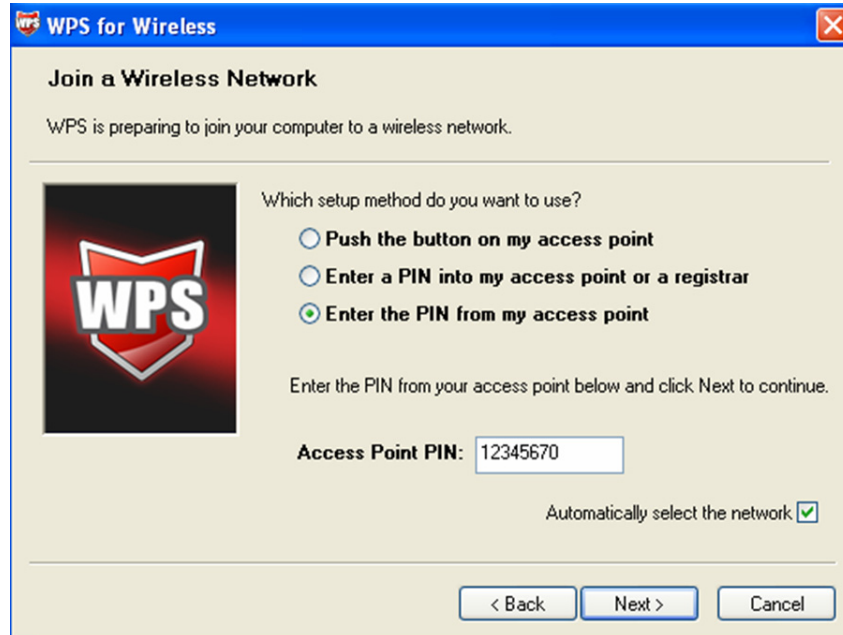 WPS WPS for Wireless
Join a Wireless Network
WPS is preparing to join your computer to a wireless network.
Which setup method do you want to use?
Push the button on my access point
Enter a PIN into my access point or a registrar
Enter the PIN from my access point
WPS
Enter the PIN from your access point below and click Next to continue.
Access Point PIN: 12345670
Automatically select the network
< Back Next > Cancel